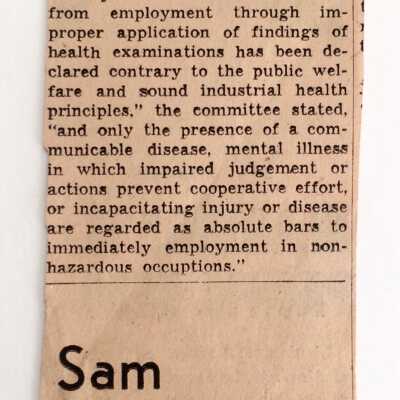 from employment through im-
proper application of findings of
health examinations has been de-
clared contrary to the public wel-
fare and sound industrial health
principles," the committee stated,
"and only the presence of a com-
municable disease, mental illness
in which impaired judgement or
actions prevent cooperative effort,
or incapacitating injury or disease
are regarded as absolute bars to
immediately employment in non-
hazardous occuptions."
Sam